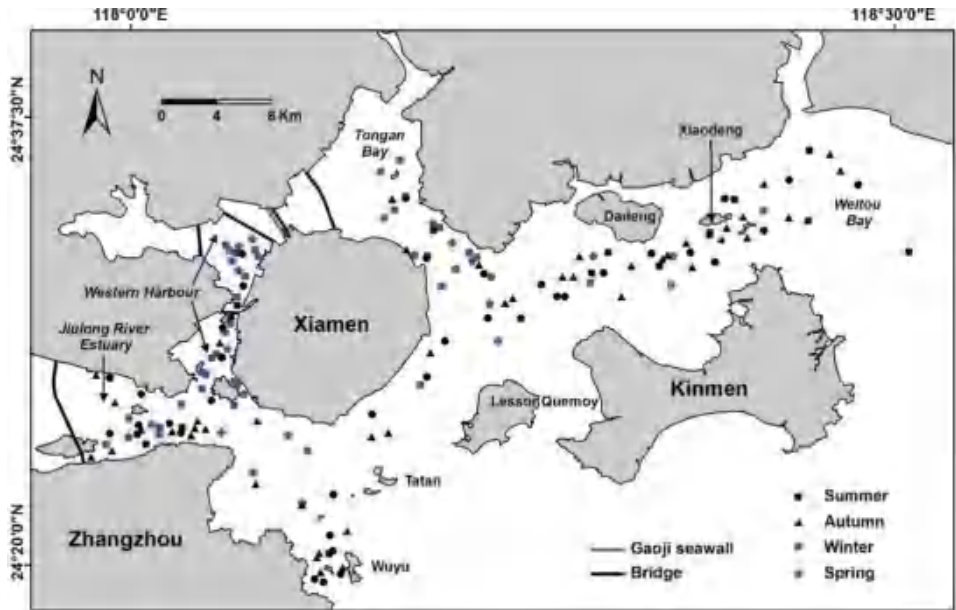 118°0'0"E
118°30'0"E
24°37'30"N
N
0 4 8 Km
Tongan
Bay
Xiaodeng
Dadeng
Weitou
Bay
Western Harbour
Xiamen
Jiulong River
Estuary
Kinmen
Lesser Quemoy
Tatan
Summer
Zhangzhou
Autumn
24°20'0"N
Gaoji seawall
Winter
Wuyu
Bridge
Spring